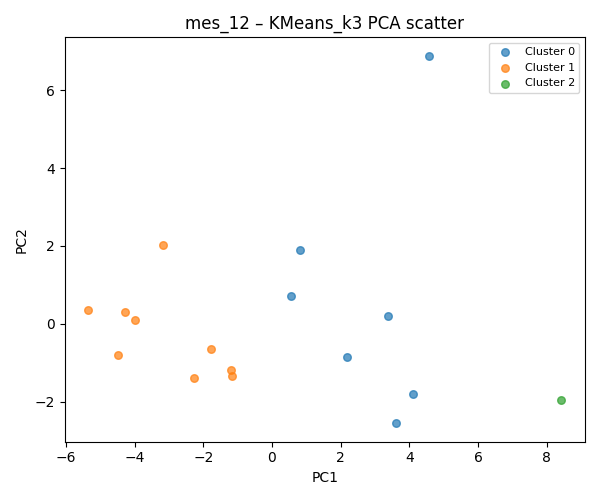 mes_12 – KMeans_k3 PCA scatter
Cluster 0
Cluster 1
Cluster 2
PC2
6
4
2
0
−2
−6 −4 −2 0 2 4 6 8
PC1